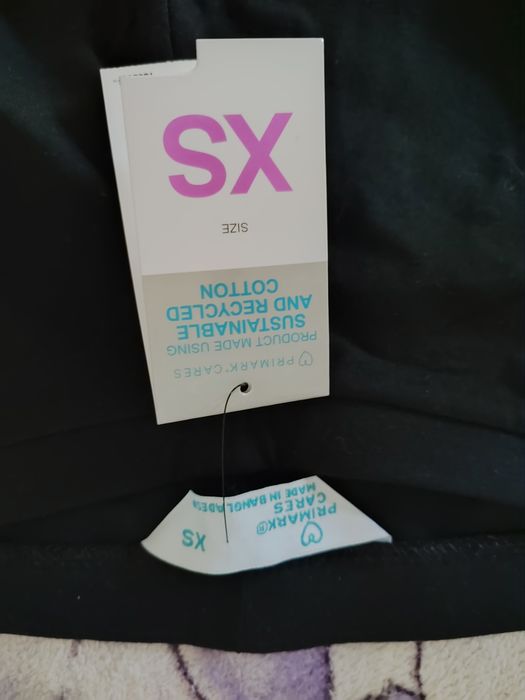 PRIMARK®
CARES
MADE IN BANGLADESH
XS
PRIMARK CARES
PRODUCT MADE USING
SUSTAINABLE
AND RECYCLED
COTTON
SIZE
XS